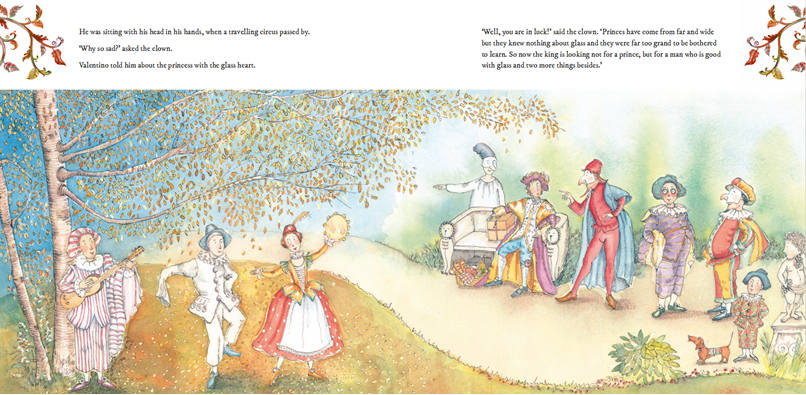 He was sitting with his head in his hands, when a travelling circus passed by.
‘Why so sad?’ asked the clown.
Valentino told him about the princess with the glass heart.
‘Well, you are in luck!’ said the clown. ‘Princes have come from far and wide
but they knew nothing about glass and they were far too grand to be bothered
to learn. So now the king is looking not for a prince, but for a man who is good
with glass and two more things besides.’